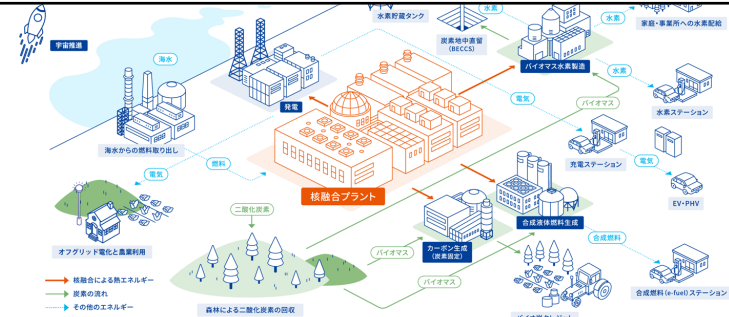 水素貯蔵タンク
水素
家庭・事業所への水素配給
宇宙推進
炭素地中直留
(BECCS)
海水
バイオマス水素製造
水素
電気
バイオマス
発電
水素ステーション
海水からの燃料取り出し
燃料
電気
充電ステーション
電気
EV・PHV
核融合プラント
二酸化炭素
合成液体燃料生成
カーボン生成
(炭素固定)
合成燃料
オフグリッド電化と農業利用
バイオマス
バイオマス
核融合による熱エネルギー
炭素の流れ
その他のエネルギー
森林による二酸化炭素の回収
合成燃料(e-fuel)ステーション